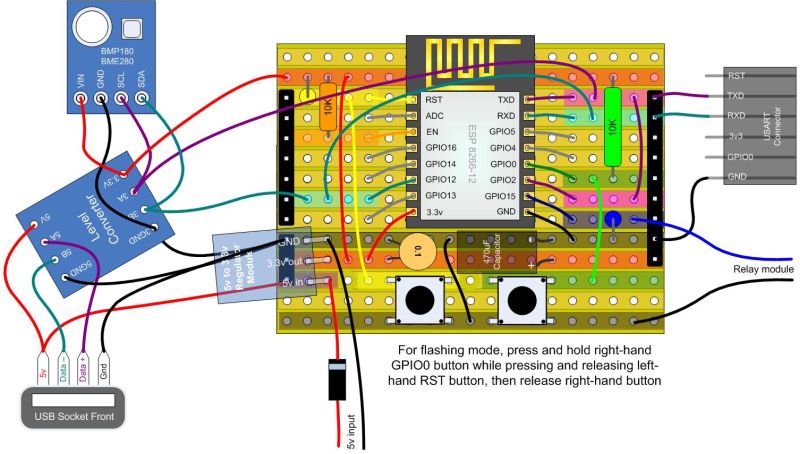 BMP180
BME280
VIN
GND
SCL
SDA
3.3V
3A
3B
3GND
Level
Converter
5V
5A
5B
5GND
5v to 3.3v
Regulator
Module
GND
3.3v out
5v in
5v
Data –
Data +
Gnd
USB Socket Front
5v input
10K
RST
ADC
EN
GPIO16
GPIO14
GPIO12
GPIO13
3.3v
ESP 8266-12
TXD
RXD
GPIO5
GPIO4
GPIO0
GPIO2
GPIO15
GND
10K
0.1
470uF
Capacitor
–
+
RST
TXD
RXD
3v3
GPIO0
GND
USART
Connector
Relay module
For flashing mode, press and hold right-hand
GPIO0 button while pressing and releasing left-
hand RST button, then release right-hand button